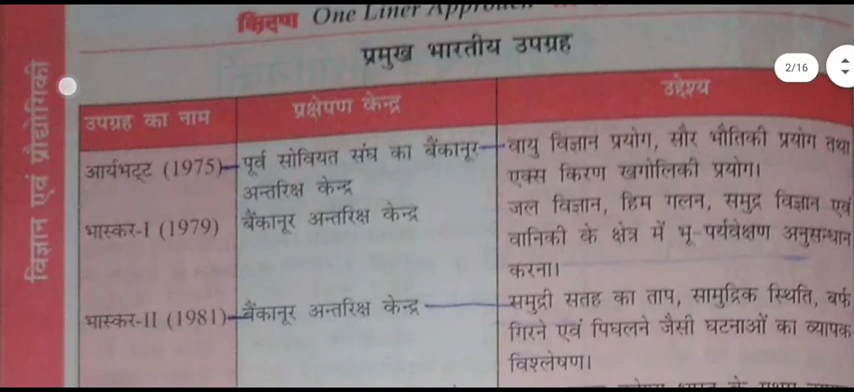 किरण One Liner Approach
प्रमुख भारतीय उपग्रह
2/16
विज्ञान एवं प्रौद्योगिकी
उपग्रह का नाम प्रक्षेपण केन्द्र उद्देश्य
आर्यभट्ट (1975) पूर्व सोवियत संघ का बैंकानूर वायु विज्ञान प्रयोग, सौर भौतिकी प्रयोग तथा
अन्तरिक्ष केन्द्र एक्स किरण खगोलिकी प्रयोग।
भास्कर-I (1979) बैंकानूर अन्तरिक्ष केन्द्र जल विज्ञान, हिम गलन, समुद्र विज्ञान एवं
वानिकी के क्षेत्र में भू-पर्यवेक्षण अनुसन्धान
करना।
भास्कर-II (1981) बैंकानूर अन्तरिक्ष केन्द्र समुद्री सतह का ताप, सामुद्रिक स्थिति, बर्फ
गिरने एवं पिघलने जैसी घटनाओं का व्यापक
विश्लेषण।